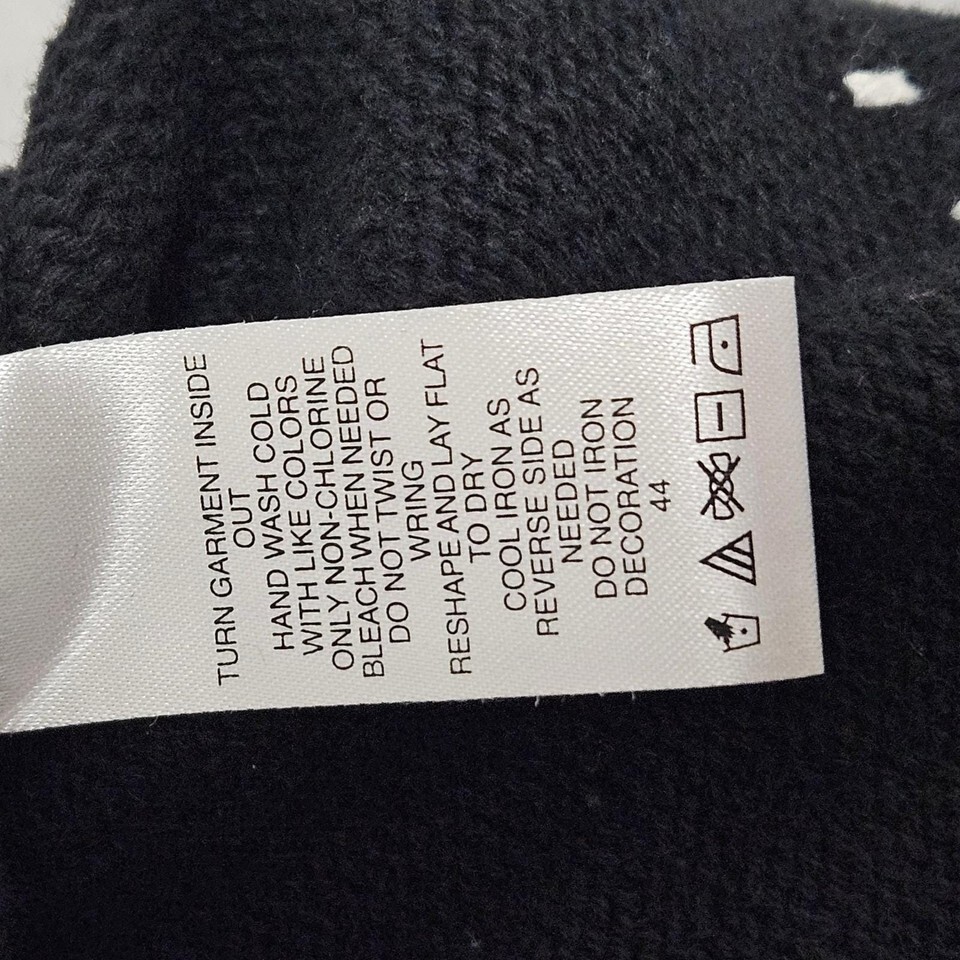 TURN GARMENT INSIDE
OUT
HAND WASH COLD
WITH LIKE COLORS
ONLY NON-CHLORINE
BLEACH WHEN NEEDED
DO NOT TWIST OR
WRING
RESHAPE AND LAY FLAT
TO DRY
COOL IRON AS
REVERSE SIDE AS
NEEDED
DO NOT IRON
DECORATION
44